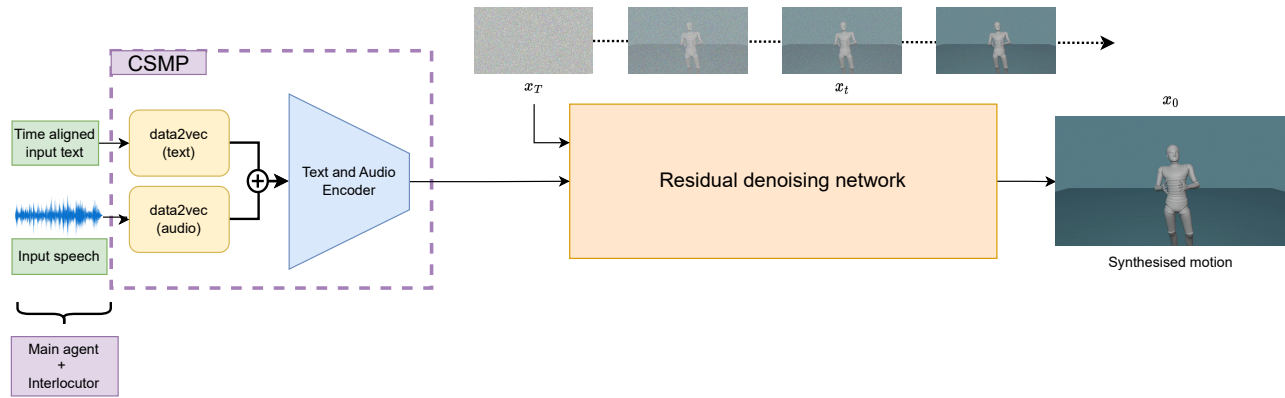 CSMP
Time aligned
input text
data2vec
(text)
data2vec
(audio)
Input speech
Main agent
+
Interlocutor
Text and Audio
Encoder
x_T
x_t
Residual denoising network
x_0
Synthesised motion